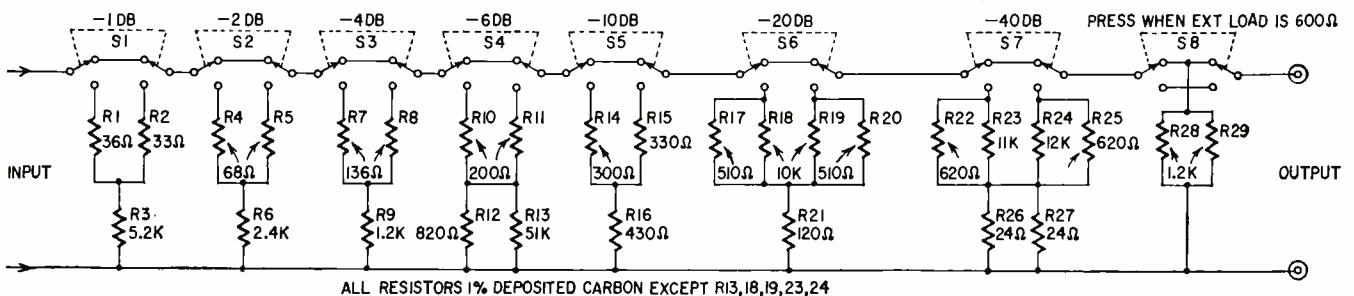 -1 DB -2 DB -4 DB -6 DB -10 DB -20 DB -40 DB PRESS WHEN EXT LOAD IS 600Ω
S1 S2 S3 S4 S5 S6 S7 S8
R1 36Ω
R2 33Ω
R3 5.2K
R4
R5
68Ω
R6 2.4K
R7
R8
136Ω
R9 1.2K
R10
R11
200Ω
R12 820Ω
R13 51K
R14
300Ω
R15 330Ω
R16 430Ω
R17
510Ω
R18
R19
10K
R20
510Ω
R21 120Ω
R22
620Ω
R23 11K
R24 12K
R25 620Ω
R26 24Ω
R27 24Ω
R28
R29
1.2K
INPUT
OUTPUT
ALL RESISTORS 1% DEPOSITED CARBON EXCEPT R13,18,19,23,24